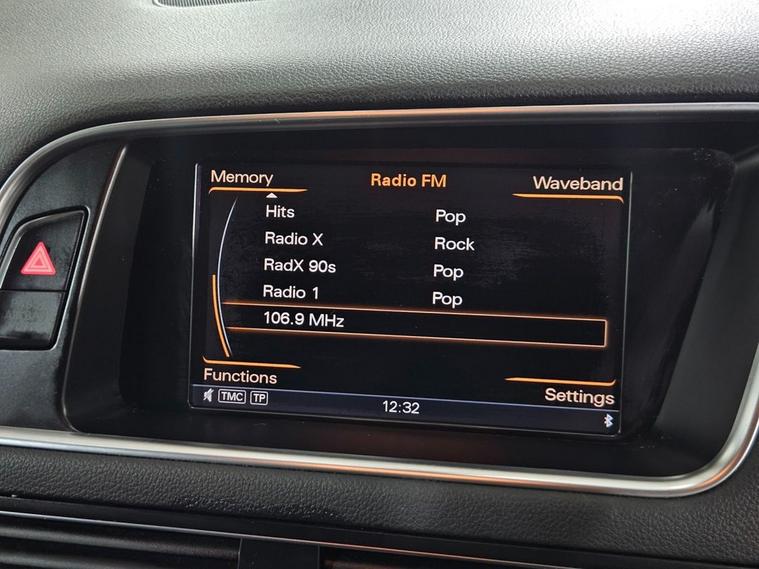 Memory Radio FM Waveband
Hits Pop
Radio X Rock
RadX 90s Pop
Radio 1 Pop
106.9 MHz
Functions Settings
TMC TP 12:32